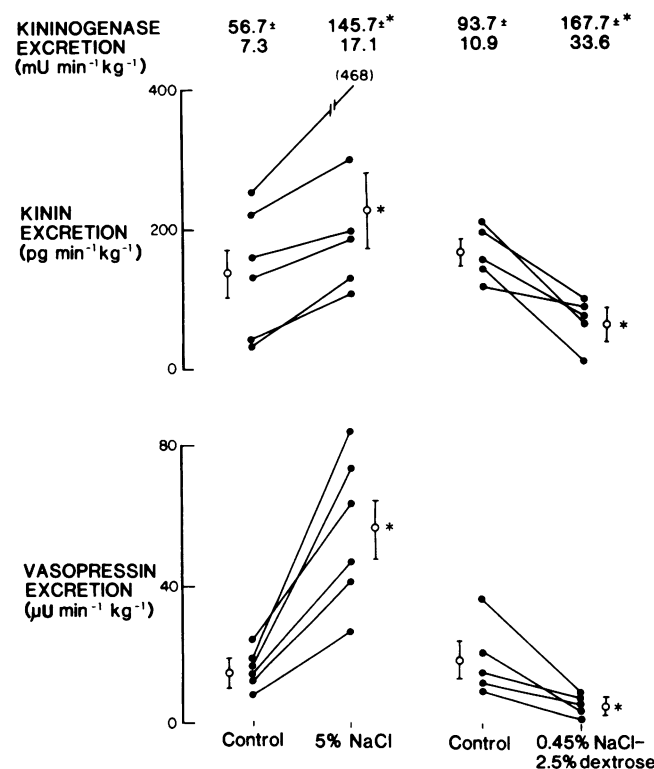 KININOGENASE 56.7± 145.7±* 93.7± 167.7±*
EXCRETION 7.3 17.1 10.9 33.6
(mU min⁻¹kg⁻¹)
(468)
400
KININ
EXCRETION
(pg min⁻¹kg⁻¹)
200
*
*
0
80
VASOPRESSIN
EXCRETION
(µU min⁻¹ kg⁻¹)
40
*
*
0
Control 5% NaCl Control 0.45% NaCl–
2.5% dextrose